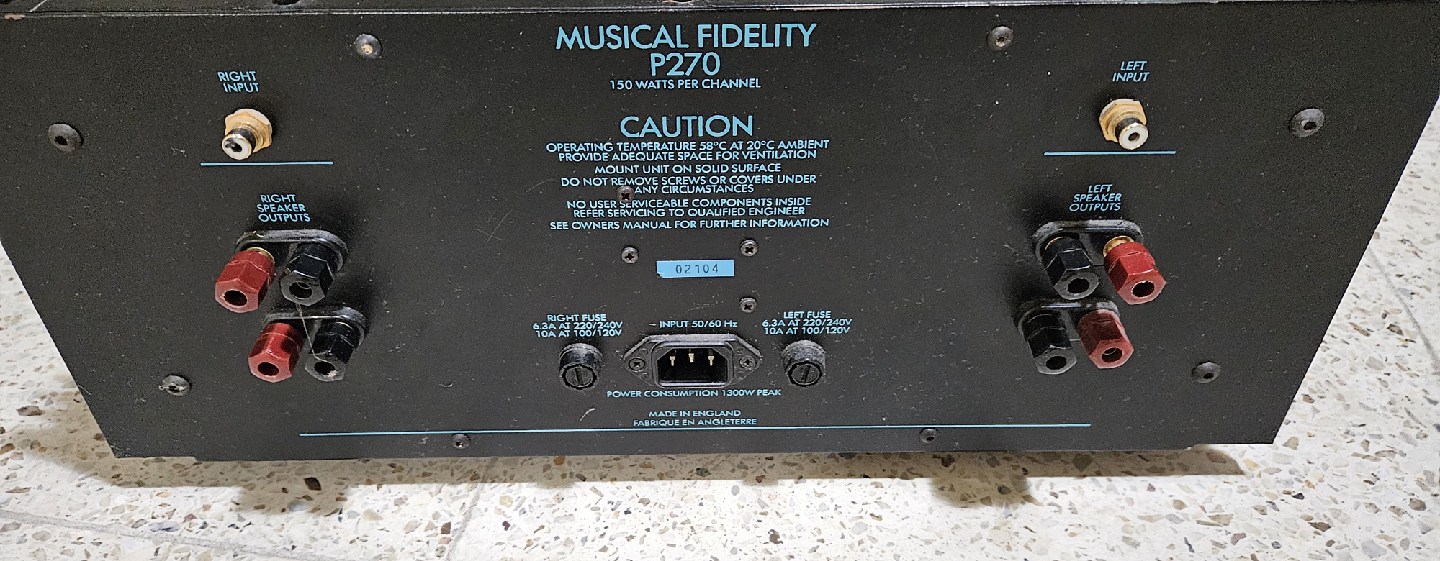 MUSICAL FIDELITY
P270
150 WATTS PER CHANNEL
RIGHT
INPUT
LEFT
INPUT
CAUTION
OPERATING TEMPERATURE 58°C AT 20°C AMBIENT
PROVIDE ADEQUATE SPACE FOR VENTILATION
MOUNT UNIT ON SOLID SURFACE
DO NOT REMOVE SCREWS OR COVERS UNDER
ANY CIRCUMSTANCES
NO USER SERVICEABLE COMPONENTS INSIDE
REFER SERVICING TO QUALIFIED ENGINEER
SEE OWNERS MANUAL FOR FURTHER INFORMATION
RIGHT
SPEAKER
OUTPUTS
LEFT
SPEAKER
OUTPUTS
02104
RIGHT FUSE
6.3A AT 220/240V
10A AT 100/120V
~ INPUT 50/60 Hz
LEFT FUSE
6.3A AT 220/240V
10A AT 100/120V
POWER CONSUMPTION 1300W PEAK
MADE IN ENGLAND
FABRIQUE EN ANGLETERRE